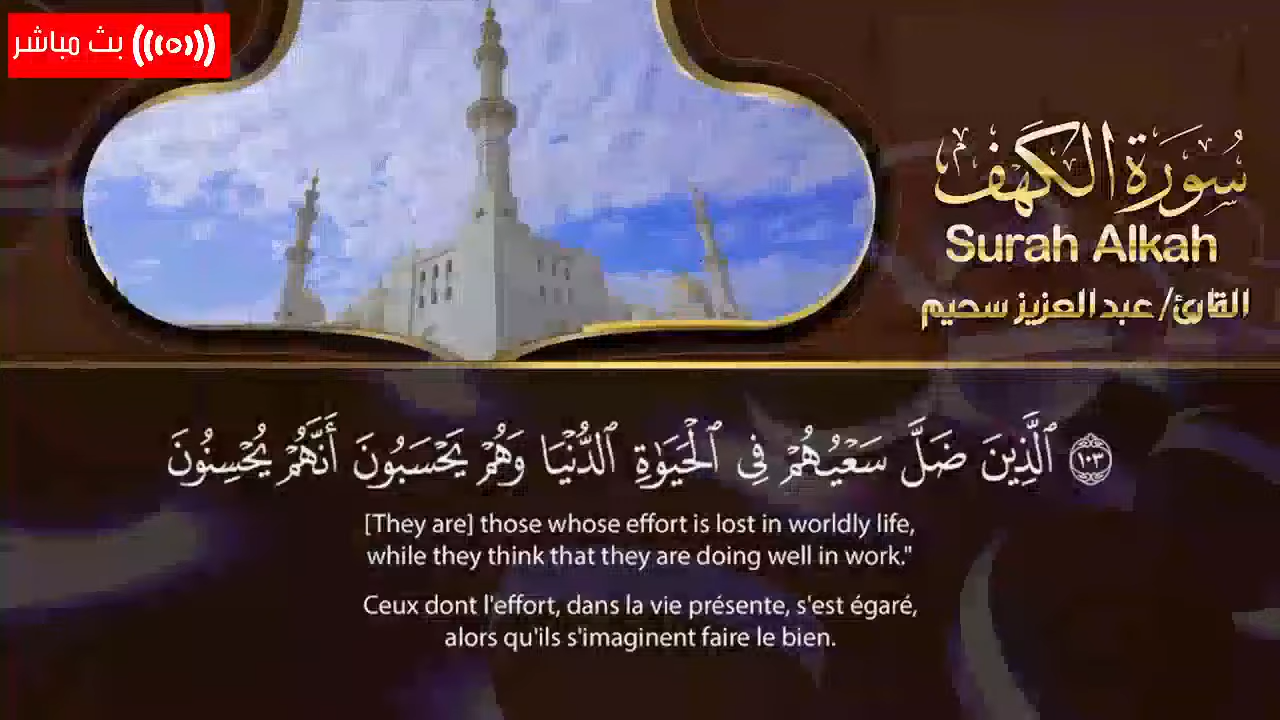 بث مباشر
سُورَةُ الكَهْفِ
Surah Alkah
القارئ/ عبد العزيز سحيم
١٠٣ ٱلَّذِينَ ضَلَّ سَعْيُهُمْ فِى ٱلْحَيَوٰةِ ٱلدُّنْيَا وَهُمْ يَحْسَبُونَ أَنَّهُمْ يُحْسِنُونَ
[They are] those whose effort is lost in worldly life,
while they think that they are doing well in work."
Ceux dont l'effort, dans la vie présente, s'est égaré,
alors qu'ils s'imaginent faire le bien.